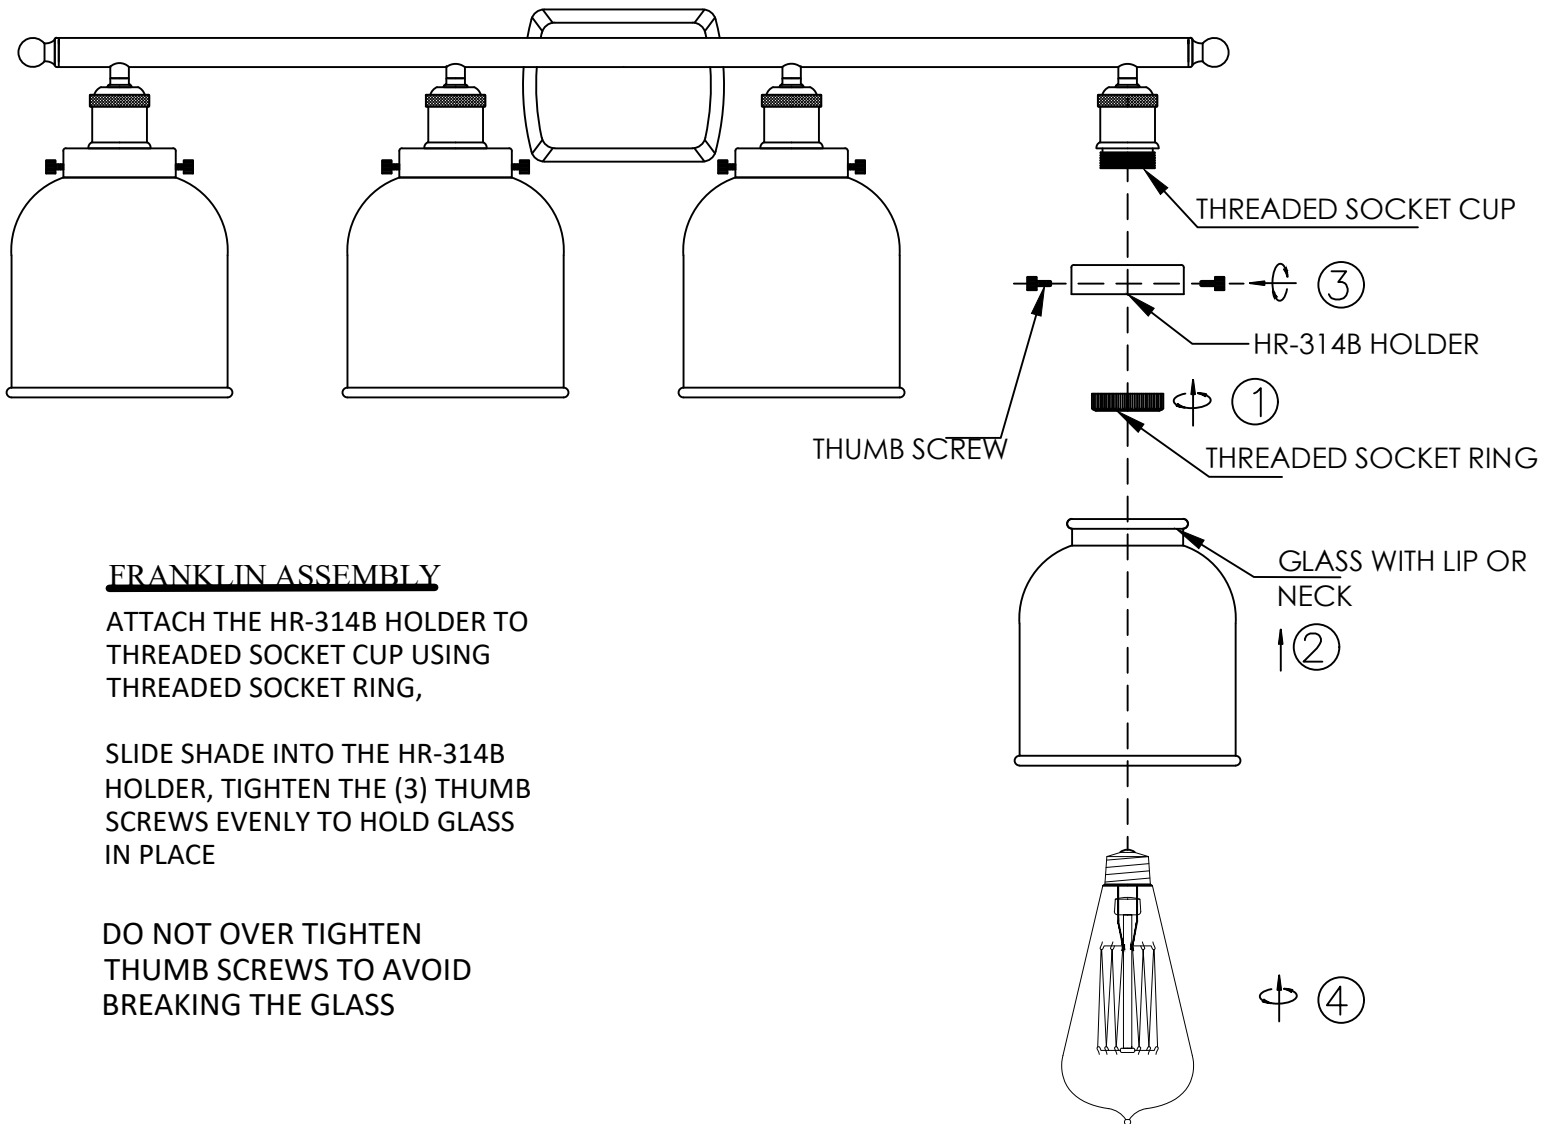 THREADED SOCKET CUP
3
HR-314B HOLDER
1
THUMB SCREW
THREADED SOCKET RING
GLASS WITH LIP OR
NECK
2
4
FRANKLIN ASSEMBLY
ATTACH THE HR-314B HOLDER TO
THREADED SOCKET CUP USING
THREADED SOCKET RING,
SLIDE SHADE INTO THE HR-314B
HOLDER, TIGHTEN THE (3) THUMB
SCREWS EVENLY TO HOLD GLASS
IN PLACE
DO NOT OVER TIGHTEN
THUMB SCREWS TO AVOID
BREAKING THE GLASS